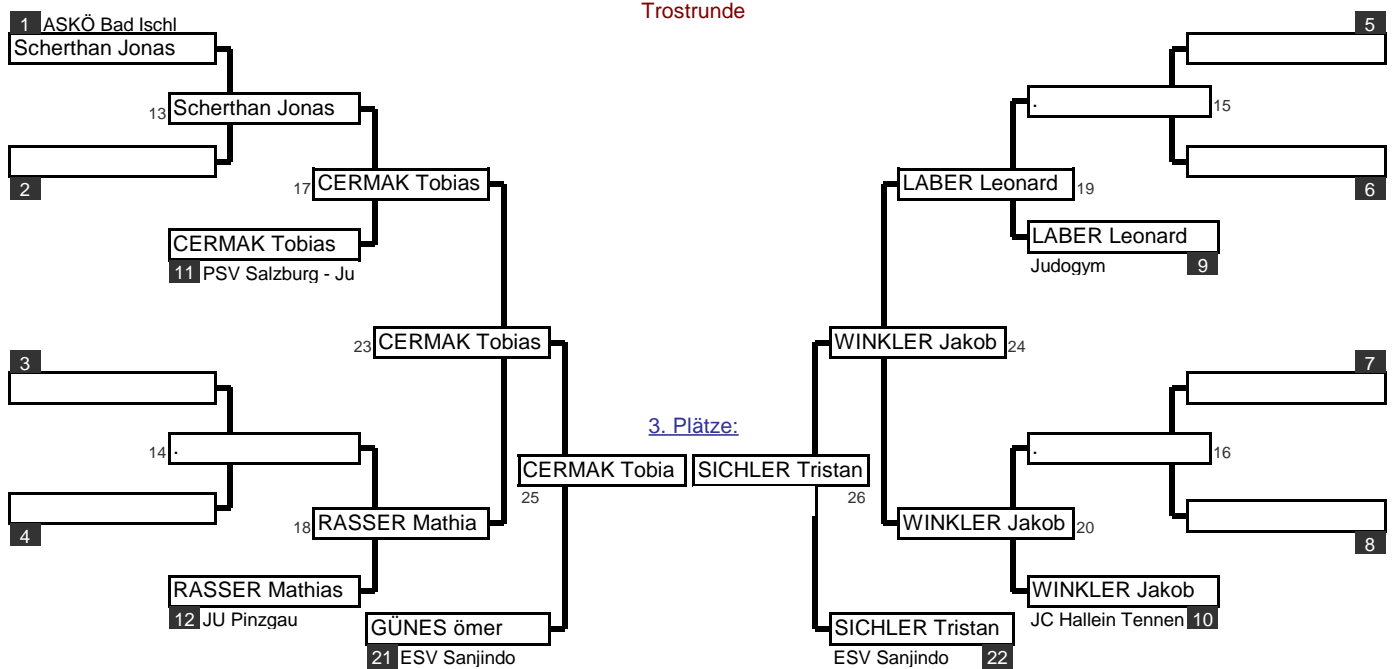 Trostrunde
1 ASKÖ Bad Ischl
5
Scherthan Jonas
13 Scherthan Jonas
. 15
2
6
17 CERMAK Tobias
LABER Leonard 19
CERMAK Tobias
11 PSV Salzburg - Ju
LABER Leonard
Judogym 9
23 CERMAK Tobias
WINKLER Jakob 24
3
7
3. Plätze:
14 .
. 16
CERMAK Tobia
25
SICHLER Tristan
26
4
8
18 RASSER Mathia
WINKLER Jakob 20
RASSER Mathias
12 JU Pinzgau
WINKLER Jakob
JC Hallein Tennen 10
GÜNES ömer
21 ESV Sanjindo
SICHLER Tristan
ESV Sanjindo 22